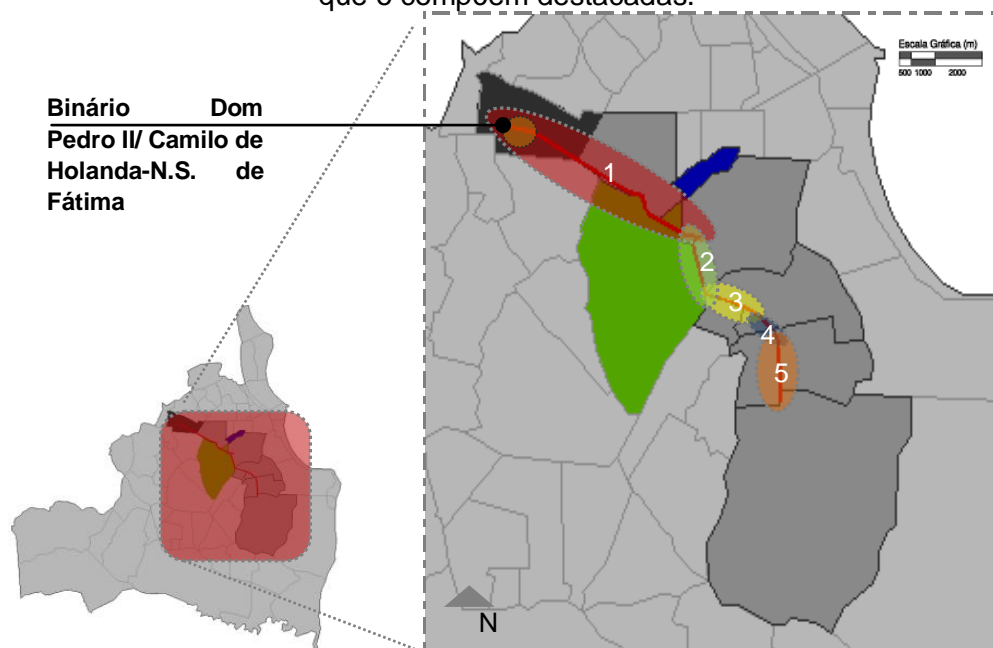 que o compõem destacadas.
Escala Gráfica (m)
500 1000 2000
Binário Dom
Pedro II/ Camilo de
Holanda-N.S. de
Fátima
1
2
3
4
5
N